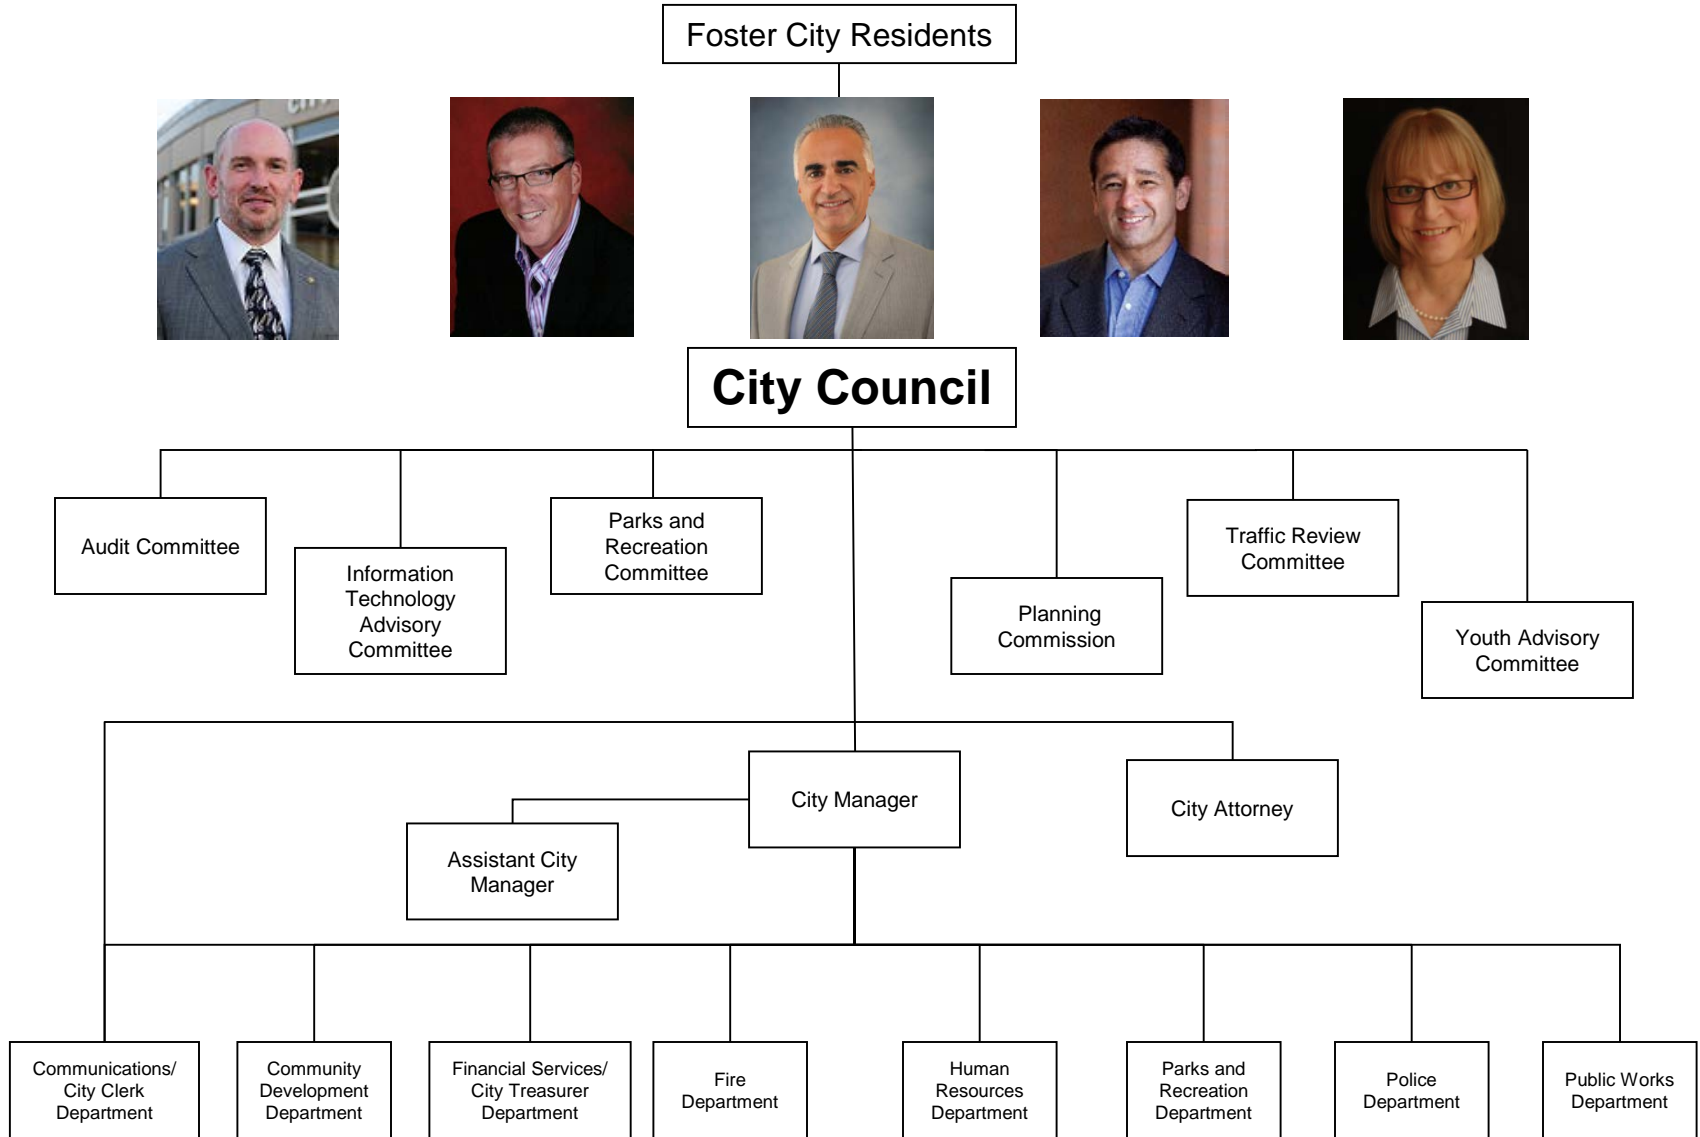 Foster City Residents
City Council
Audit Committee
Information
Technology
Advisory
Committee
Parks and
Recreation
Committee
Planning
Commission
Traffic Review
Committee
Youth Advisory
Committee
City Manager
City Attorney
Assistant City
Manager
Communications/
City Clerk
Department
Community
Development
Department
Financial Services/
City Treasurer
Department
Fire
Department
Human
Resources
Department
Parks and
Recreation
Department
Police
Department
Public Works
Department